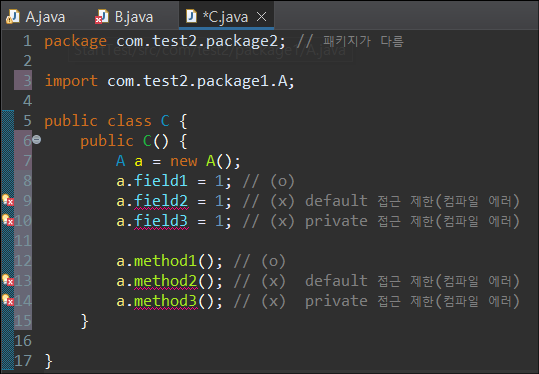 A.java B.java *C.java
1 package com.test2.package2; // 패키지가 다름
2
3 import com.test2.package1.A;
4
5 public class C {
6 public C() {
7 A a = new A();
8 a.field1 = 1; // (o)
9 a.field2 = 1; // (x) default 접근 제한(컴파일 에러)
10 a.field3 = 1; // (x) private 접근 제한(컴파일 에러)
11
12 a.method1(); // (o)
13 a.method2(); // (x) default 접근 제한(컴파일 에러)
14 a.method3(); // (x) private 접근 제한(컴파일 에러)
15 }
16
17 }